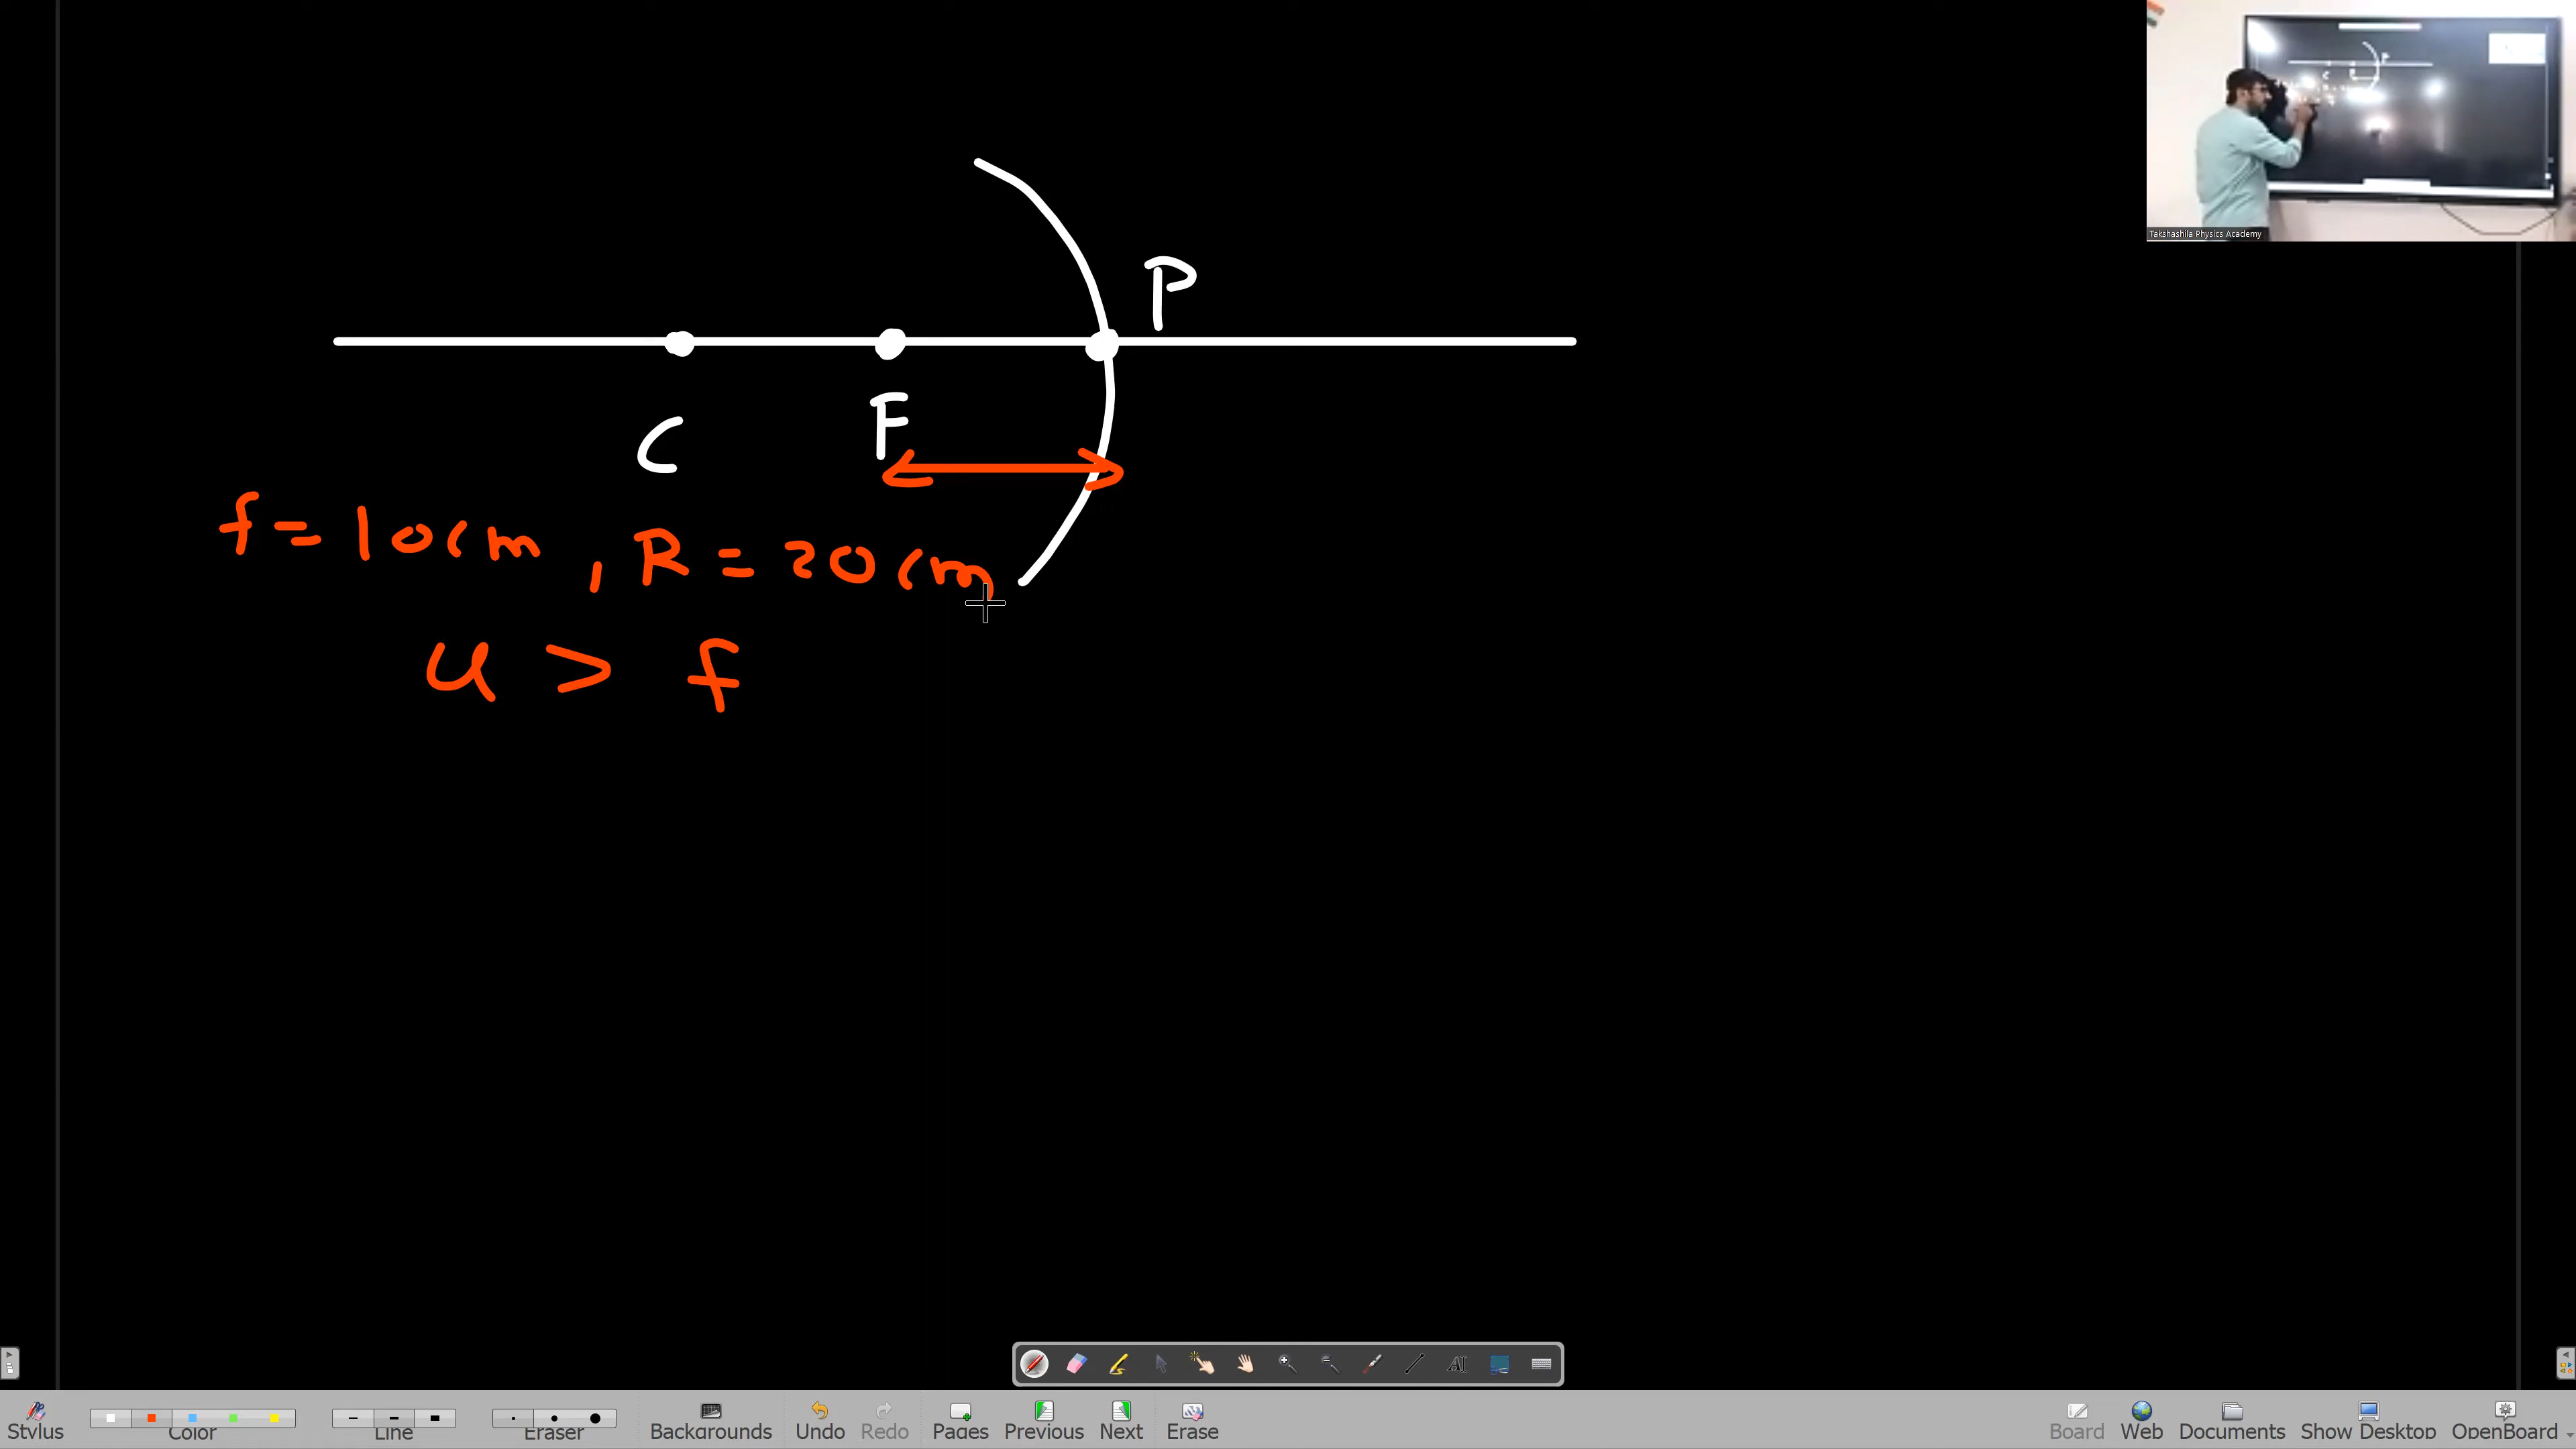 Takshashila Physics Academy
P
C
F
f = 10cm , R = 20cm
u > f
Stylus
Color
Line
Eraser
Backgrounds
Undo
Redo
Pages
Previous
Next
Erase
Board
Web
Documents
Show Desktop
OpenBoard